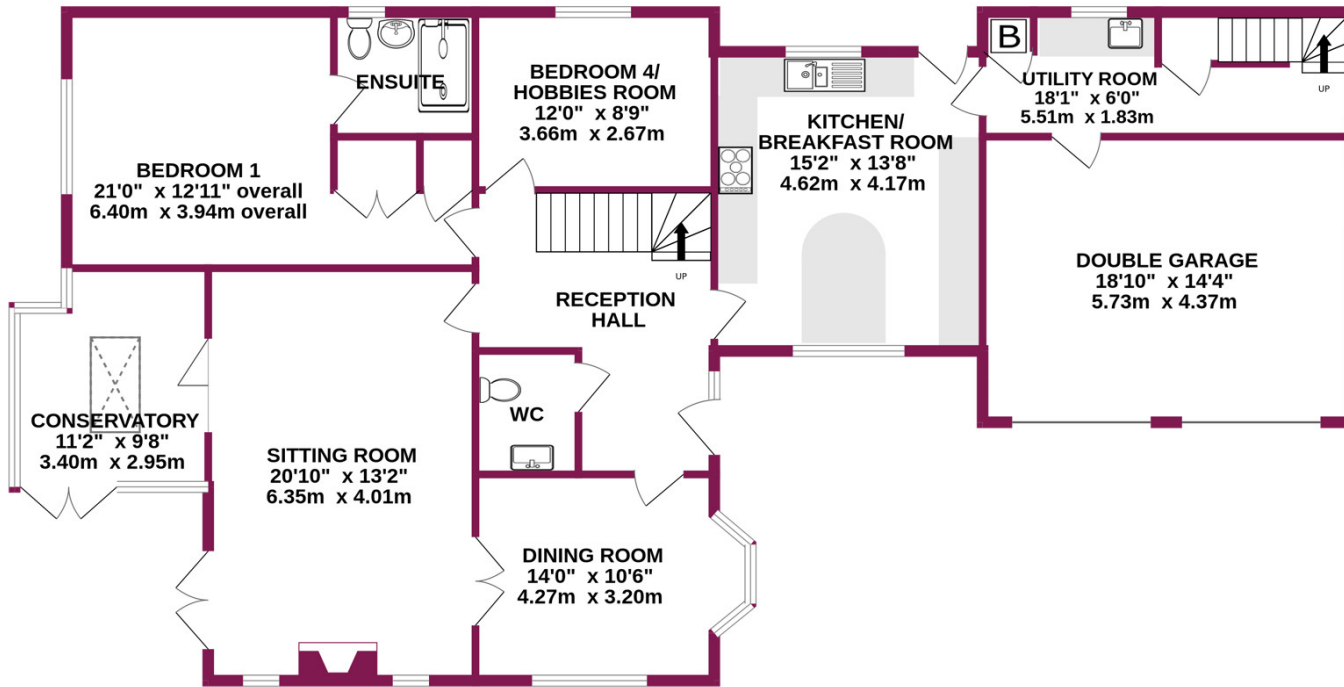 ENSUITE
BEDROOM 4/
HOBBIES ROOM
12'0" x 8'9"
3.66m x 2.67m
BEDROOM 1
21'0" x 12'11" overall
6.40m x 3.94m overall
KITCHEN/
BREAKFAST ROOM
15'2" x 13'8"
4.62m x 4.17m
B
UTILITY ROOM
18'1" x 6'0"
5.51m x 1.83m
UP
DOUBLE GARAGE
18'10" x 14'4"
5.73m x 4.37m
UP
RECEPTION
HALL
WC
CONSERVATORY
11'2" x 9'8"
3.40m x 2.95m
SITTING ROOM
20'10" x 13'2"
6.35m x 4.01m
DINING ROOM
14'0" x 10'6"
4.27m x 3.20m